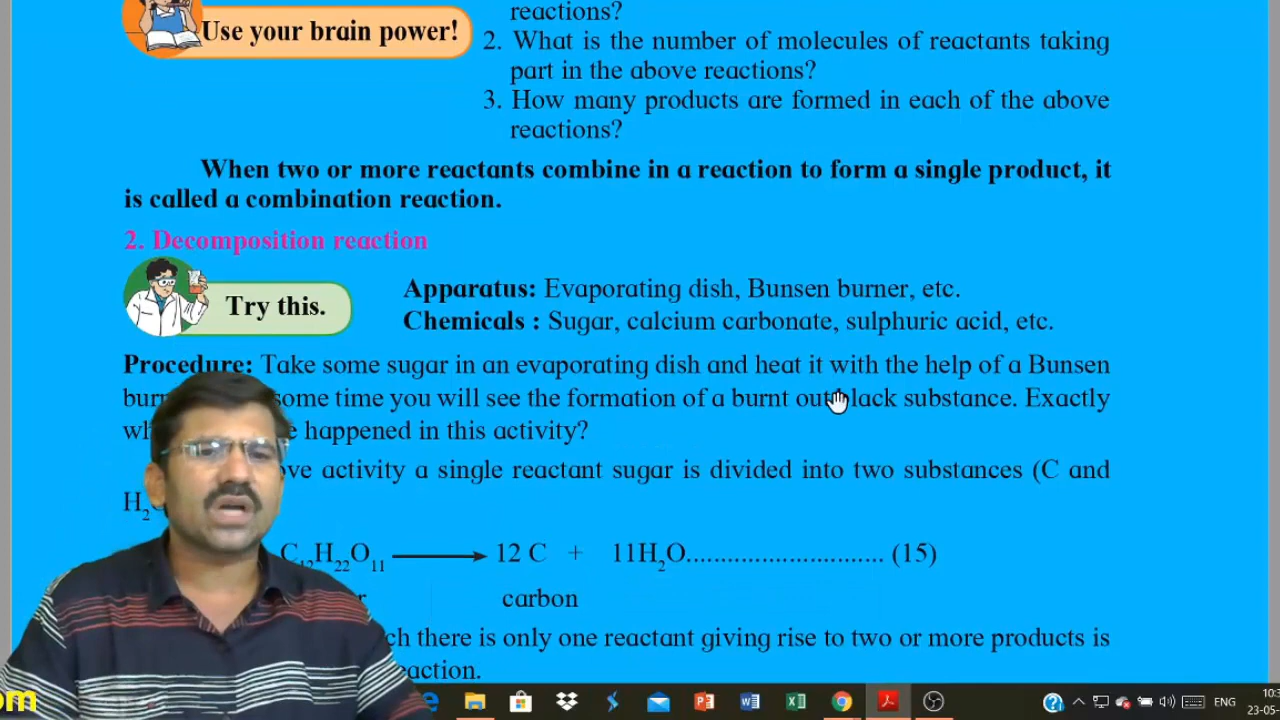 reactions?
Use your brain power!
2. What is the number of molecules of reactants taking
part in the above reactions?
3. How many products are formed in each of the above
reactions?
When two or more reactants combine in a reaction to form a single product, it
is called a combination reaction.
2. Decomposition reaction
Try this.
Apparatus: Evaporating dish, Bunsen burner, etc.
Chemicals : Sugar, calcium carbonate, sulphuric acid, etc.
Procedure: Take some sugar in an evaporating dish and heat it with the help of a Bunsen
some time you will see the formation of a burnt out black substance. Exactly
happened in this activity?
activity a single reactant sugar is divided into two substances (C and
C12H22O11 → 12 C + 11H2O............................ (15)
carbon
there is only one reactant giving rise to two or more products is
om
ENG
10:3
23-05-